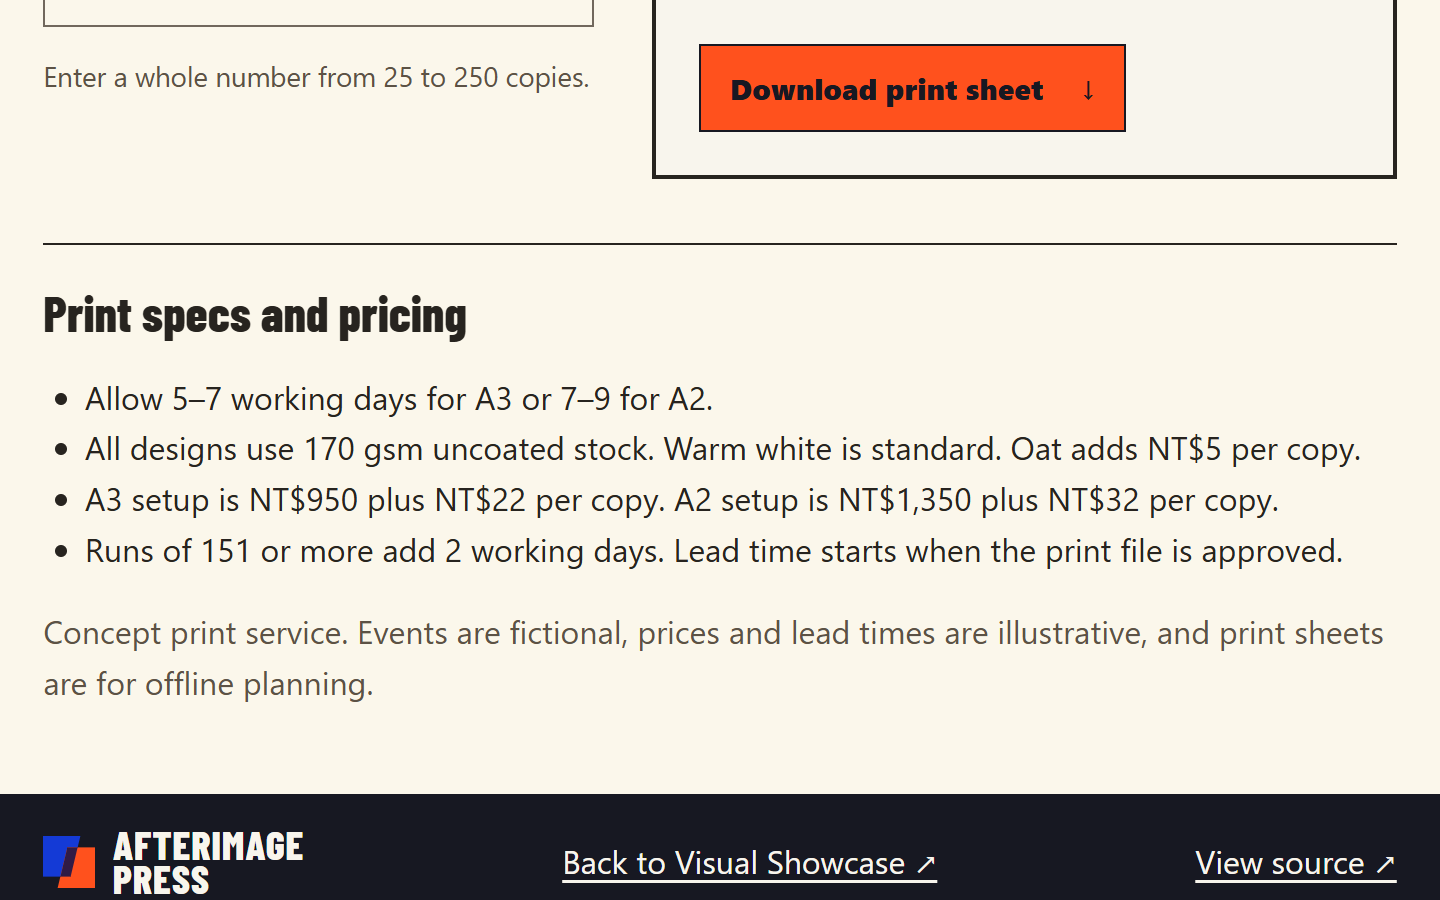 Enter a whole number from 25 to 250 copies.
Download print sheet ↓
Print specs and pricing
• Allow 5–7 working days for A3 or 7–9 for A2.
• All designs use 170 gsm uncoated stock. Warm white is standard. Oat adds NT$5 per copy.
• A3 setup is NT$950 plus NT$22 per copy. A2 setup is NT$1,350 plus NT$32 per copy.
• Runs of 151 or more add 2 working days. Lead time starts when the print file is approved.
Concept print service. Events are fictional, prices and lead times are illustrative, and print sheets
are for offline planning.
AFTERIMAGE
PRESS
Back to Visual Showcase ↗
View source ↗